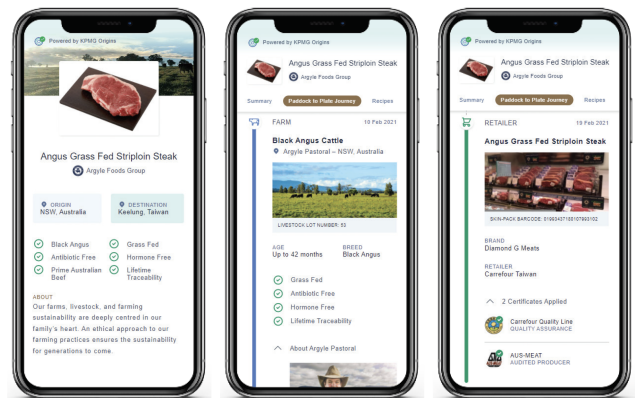 Powered by KPMG Origins
Angus Grass Fed Striploin Steak
Argyle Foods Group
ORIGIN
NSW, Australia
DESTINATION
Keelung, Taiwan
Black Angus
Grass Fed
Antibiotic Free
Hormone Free
Prime Australian Beef
Lifetime Traceability
ABOUT
Our farms, livestock, and farming
sustainability are deeply centred in our
family's heart. An ethical approach to our
farming practices ensures the sustainability
for generations to come.
Powered by KPMG Origins
Angus Grass Fed Striploin Steak
Argyle Foods Group
Summary
Paddock to Plate Journey
Recipes
FARM
19 Feb 2021
Black Angus Cattle
Argyle Pastoral – NSW, Australia
LIVESTOCK LOT NUMBER: 53
AGE
Up to 42 months
BREED
Black Angus
Grass Fed
Antibiotic Free
Hormone Free
Lifetime Traceability
About Argyle Pastoral
Powered by KPMG Origins
Angus Grass Fed Striploin Steak
Argyle Foods Group
Summary
Paddock to Plate Journey
Recipes
RETAILER
19 Feb 2021
Angus Grass Fed Striploin Steak
SKIN-PACK BARCODE:
BRAND
Diamond G Meats
RETAILER
Carrefour Taiwan
2 Certificates Applied
Carrefour Quality Line
QUALITY ASSURANCE
AUS-MEAT
AUDITED PRODUCER